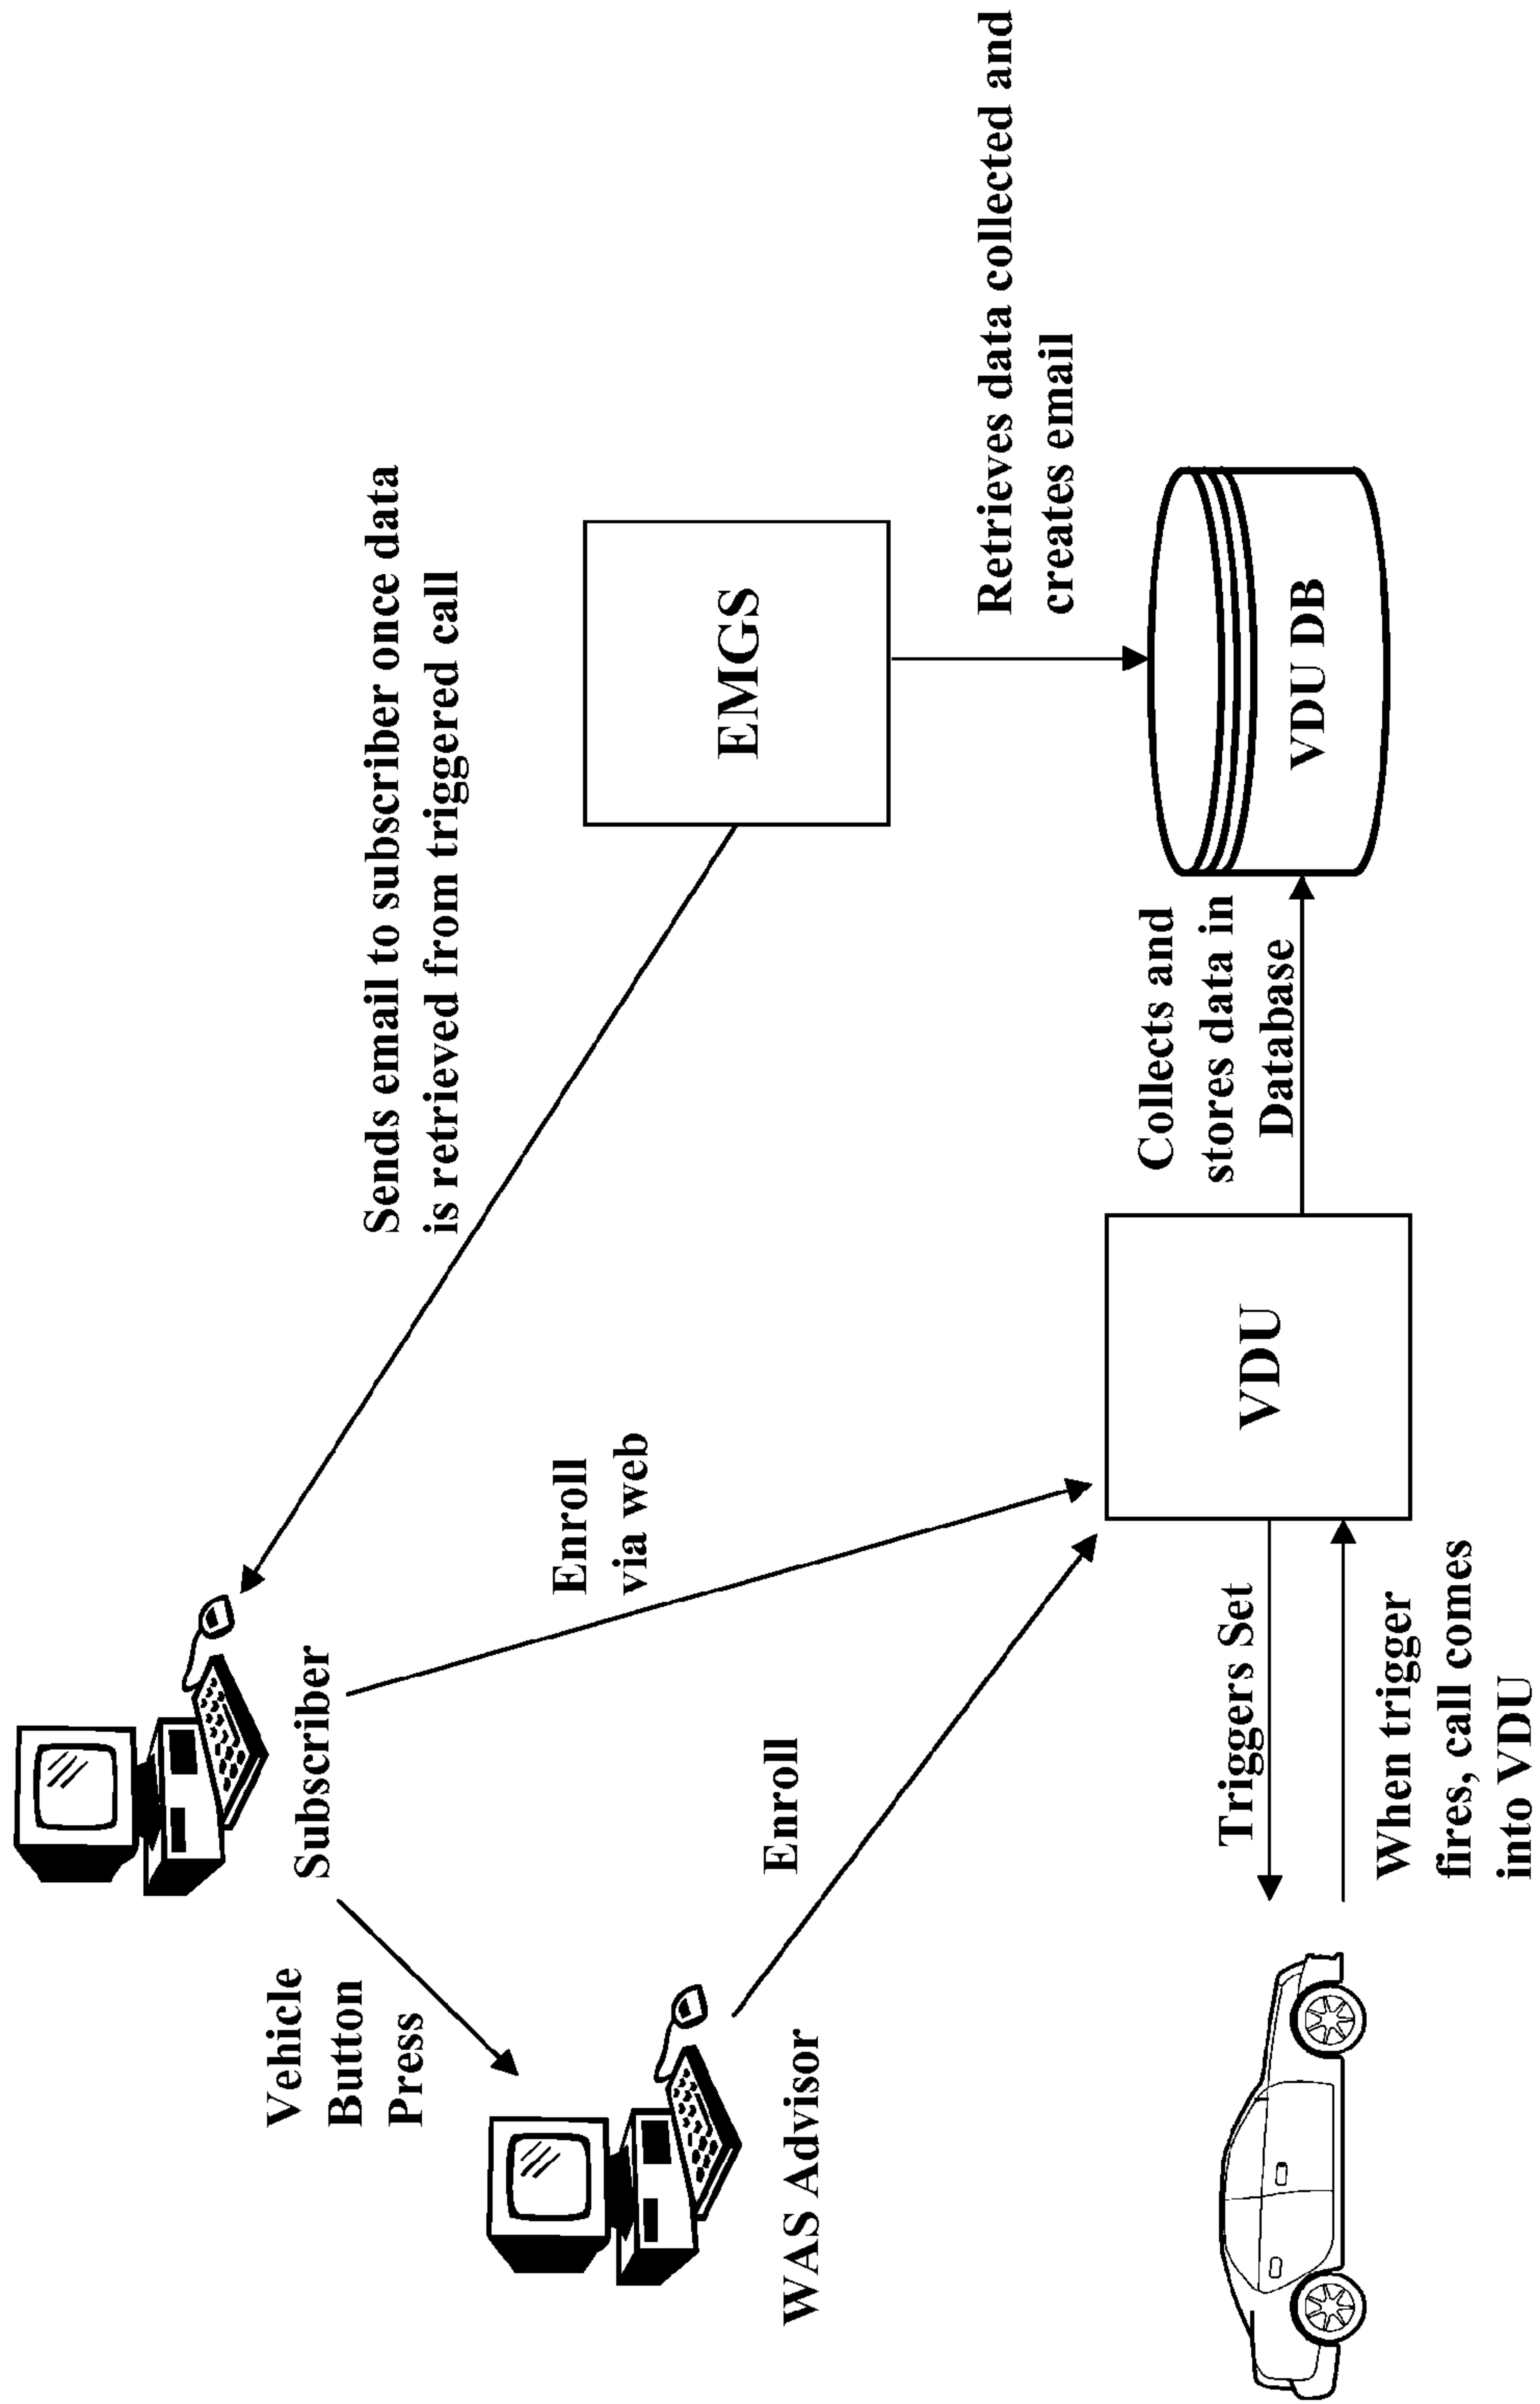 Subscriber
Vehicle
Button
Press
WAS Advisor
Enroll
via web
Enroll
Sends email to subscriber once data
is retrieved from triggered call
EMGS
Retrieves data collected and
creates email
Triggers Set
When trigger
fires, call comes
into VDU
VDU
Collects and
stores data in
Database
VDU DB